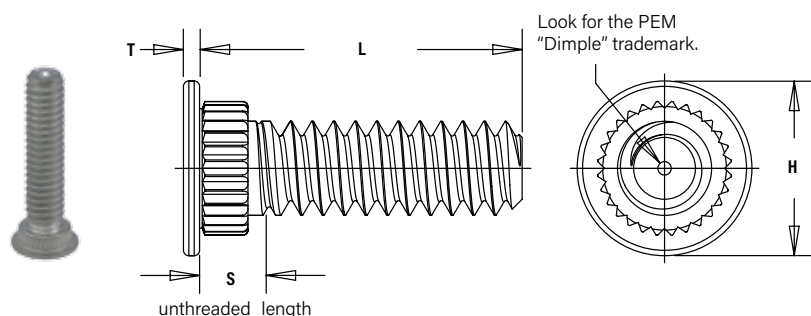 Look for the PEM
“Dimple” trademark.
T
L
H
S
unthreaded length